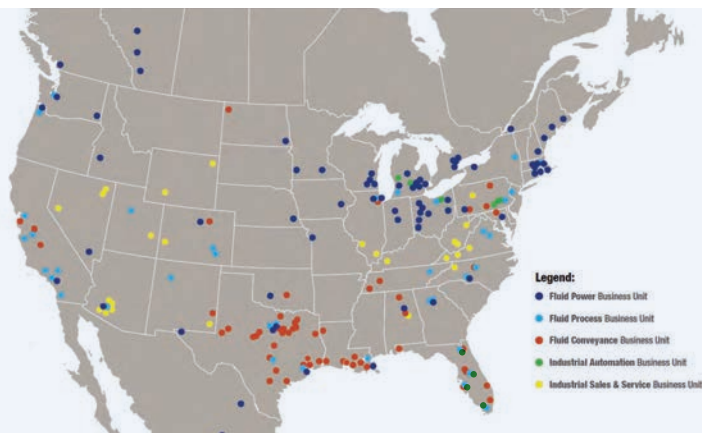 Legend:
Fluid Power Business Unit
Fluid Process Business Unit
Fluid Conveyance Business Unit
Industrial Automation Business Unit
Industrial Sales & Service Business Unit